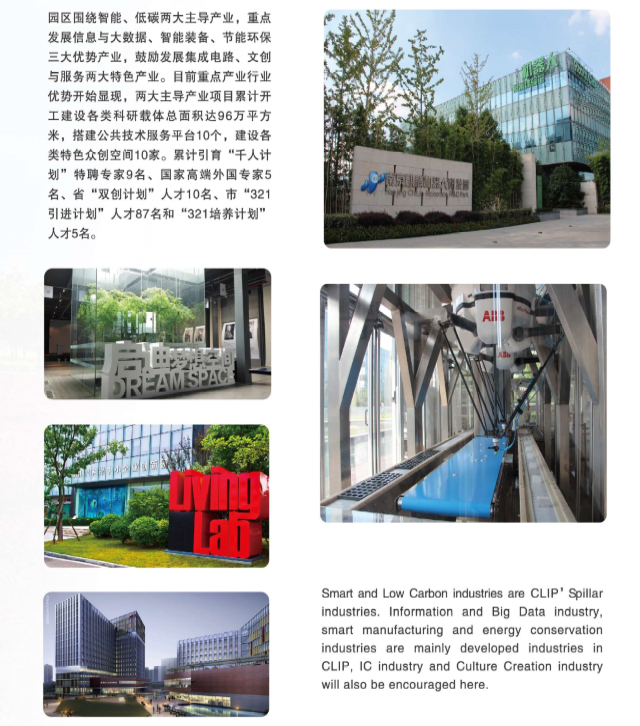 园区围绕智能、低碳两大主导产业，重点
发展信息与大数据、智能装备、节能环保
三大优势产业，鼓励发展集成电路、文创
与服务两大特色产业。目前重点产业行业
优势开始显现，两大主导产业项目累计开
工建设各类科研载体总面积达96万平方
米，搭建公共技术服务平台10个，建设各
类特色众创空间10家。累计引育“千人计
划”特聘专家9名、国家高端外国专家5
名、省“双创计划”人才10名、市“321
引进计划”人才87名和“321培养计划”
人才5名。
启迪梦想空间
DREAM SPACE
Living
Lab
机器人
ABB
ABB
Smart and Low Carbon industries are CLIP' Spillar
industries. Information and Big Data industry,
smart manufacturing and energy conservation
industries are mainly developed industries in
CLIP, IC industry and Culture Creation industry
will also be encouraged here.